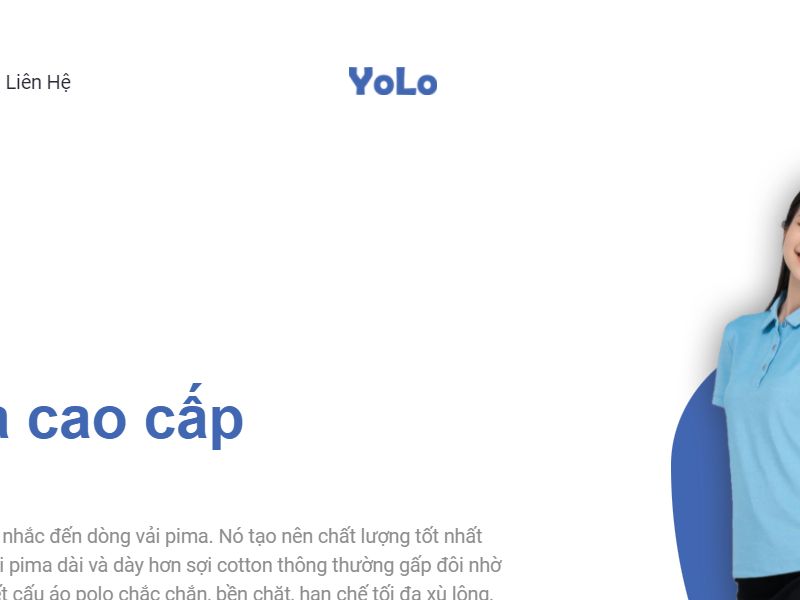 Liên Hệ
YoLo
cao cấp
nhắc đến dòng vải pima. Nó tạo nên chất lượng tốt nhất
pima dài và dày hơn sợi cotton thông thường gấp đôi nhờ
cấu áo polo chắc chắn, bền chặt, hạn chế tối đa xù lông,